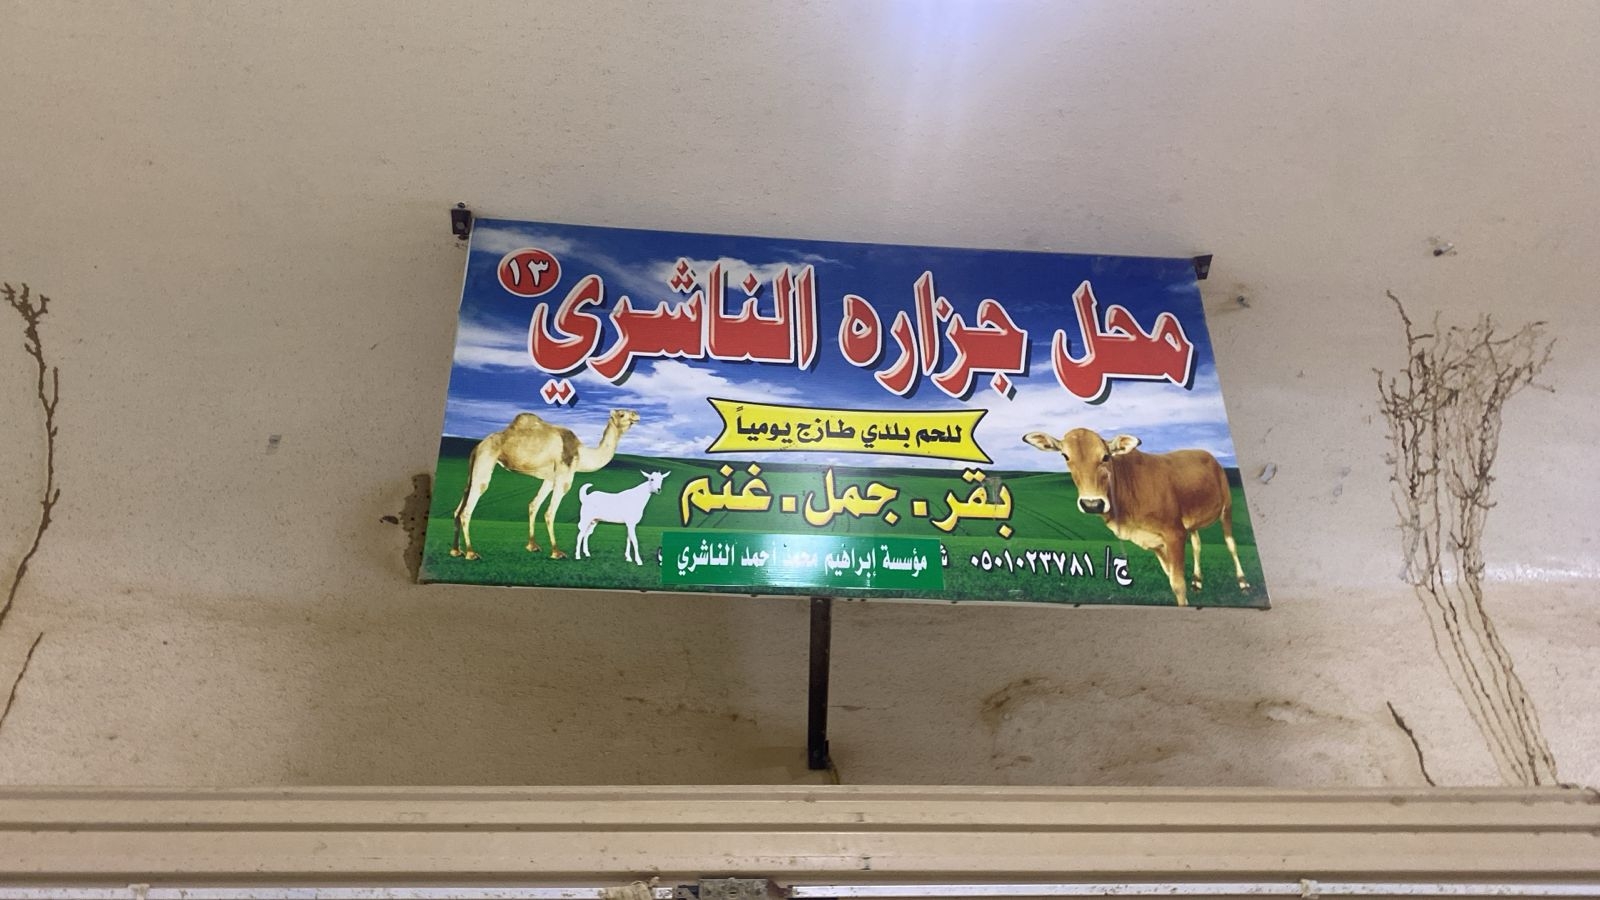 محل جزاره الناشري ١٣
للحم بلدي طازج يومياً
بقر . جمل . غنم
ج/ ٠٥٠١٠٢٣٧٨١
مؤسسة إبراهيم محمد أحمد الناشري